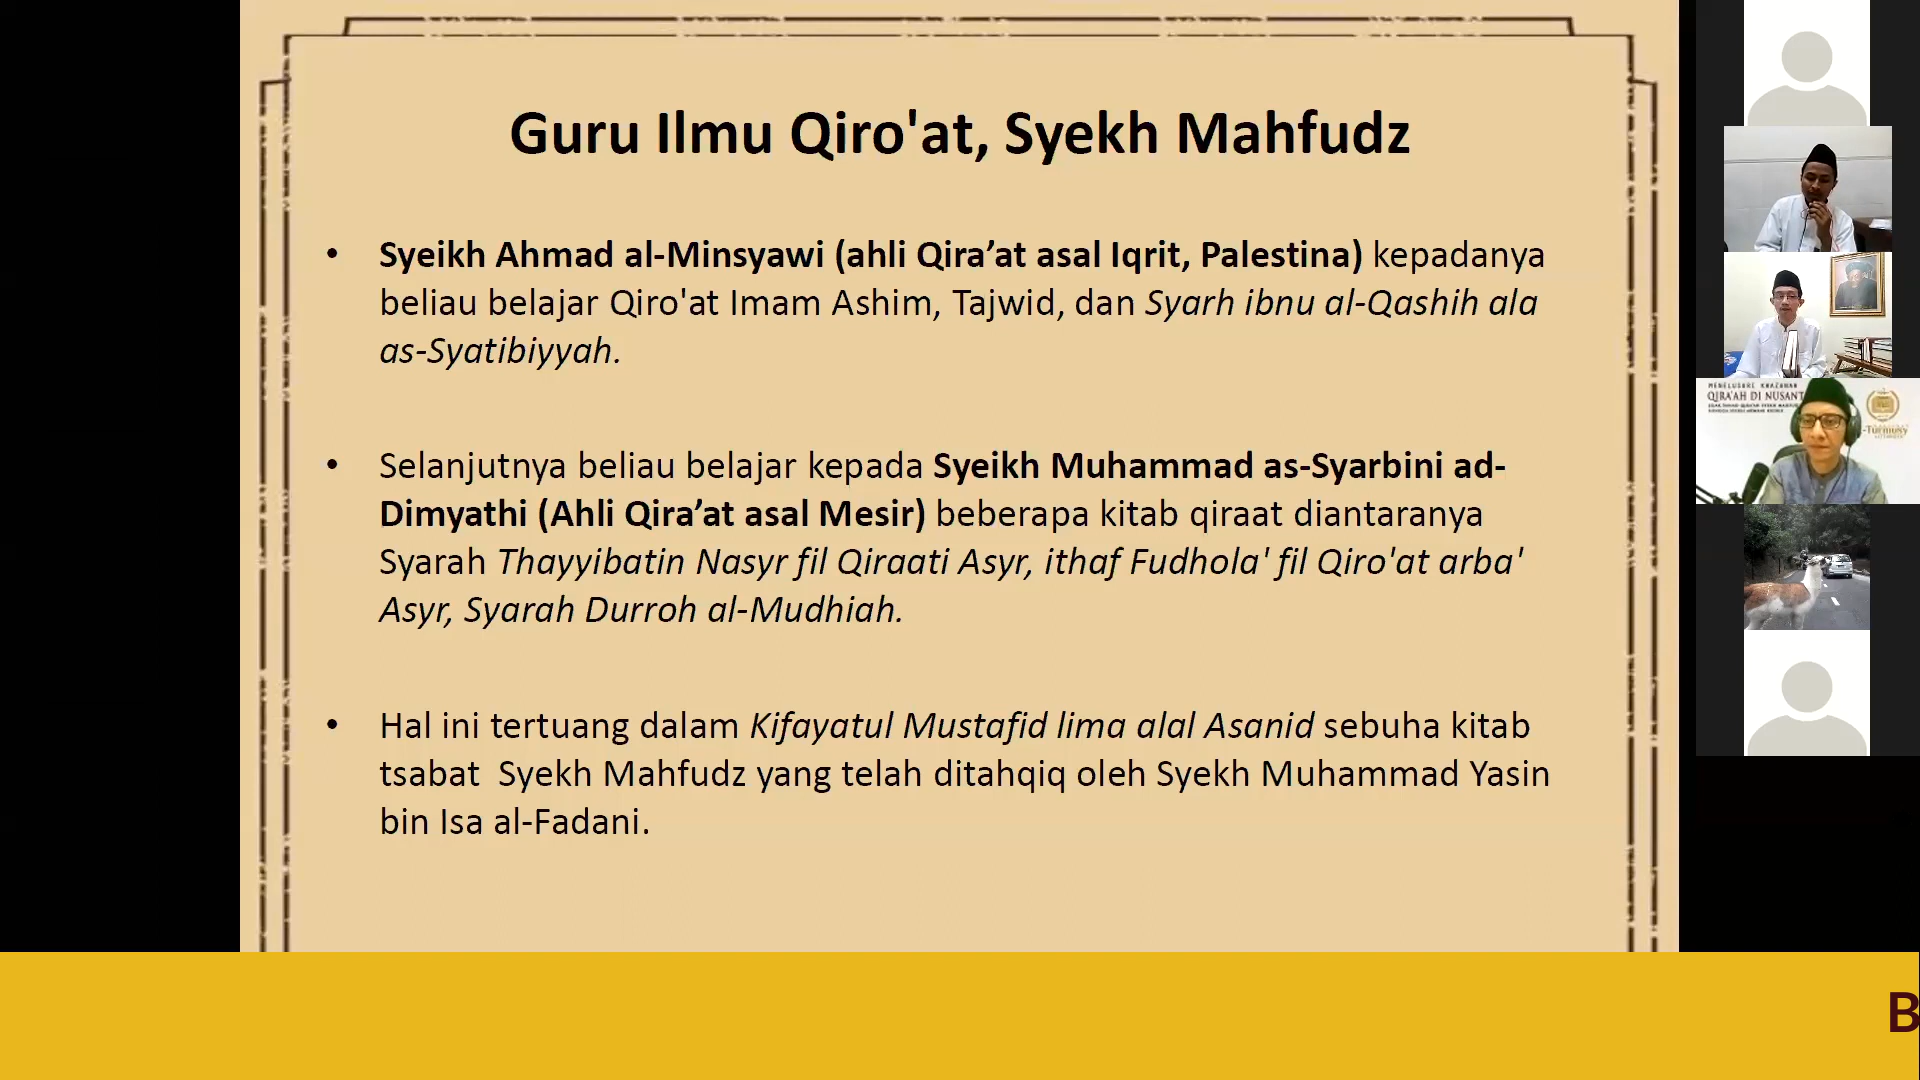 Guru Ilmu Qiro'at, Syekh Mahfudz
• Syeikh Ahmad al-Minsyawi (ahli Qira’at asal Iqrit, Palestina) kepadanya
beliau belajar Qiro'at Imam Ashim, Tajwid, dan Syarh ibnu al-Qashih ala
as-Syatibiyyah.
• Selanjutnya beliau belajar kepada Syeikh Muhammad as-Syarbini ad-
Dimyathi (Ahli Qira’at asal Mesir) beberapa kitab qiraat diantaranya
Syarah Thayyibatin Nasyr fil Qiraati Asyr, ithaf Fudhola' fil Qiro'at arba'
Asyr, Syarah Durroh al-Mudhiah.
• Hal ini tertuang dalam Kifayatul Mustafid lima alal Asanid sebuha kitab
tsabat  Syekh Mahfudz yang telah ditahqiq oleh Syekh Muhammad Yasin
bin Isa al-Fadani.
MENELUSURI KHAZANAH
QIRA'AH DI NUSANT
-Turmusy
B